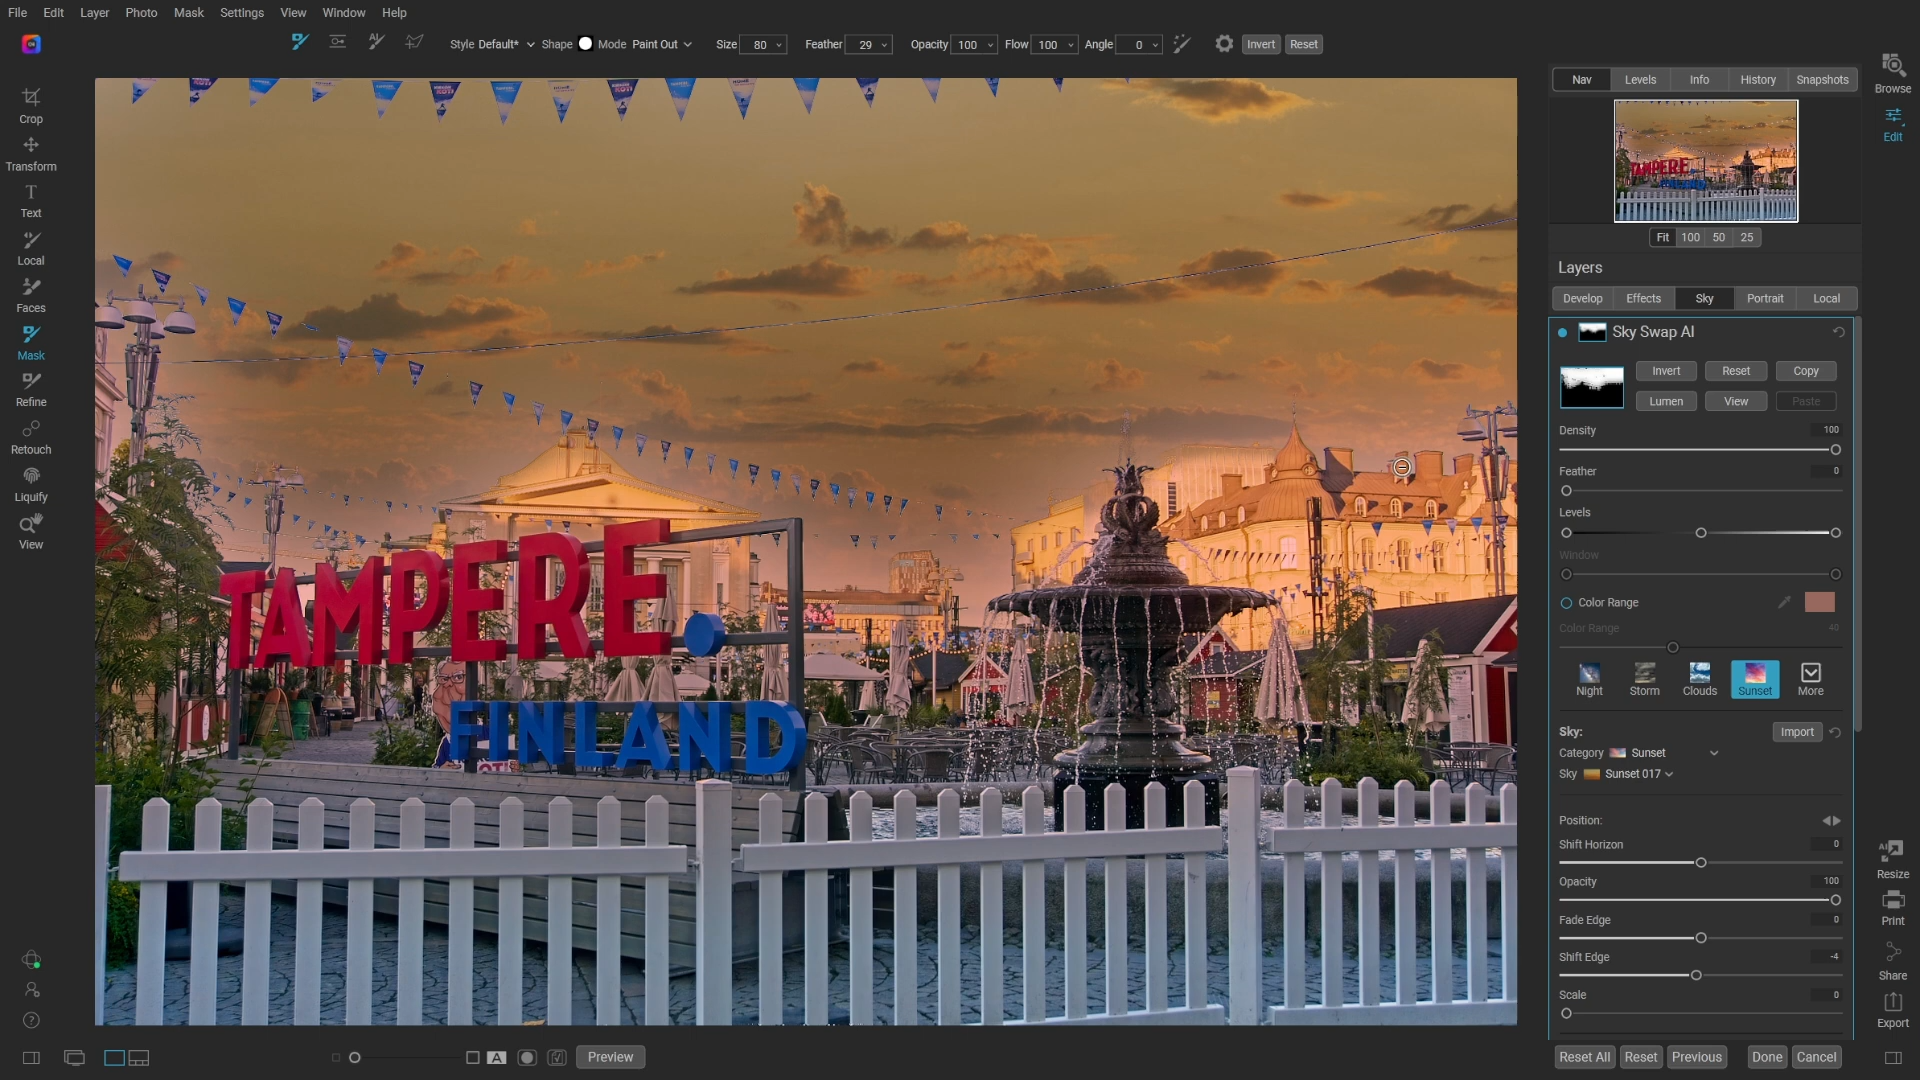 File Edit Layer Photo Mask Settings View Window Help
Style Default* Shape Mode Paint Out Size 80 Feather 29 Opacity 100 Flow 100 Angle 0 Invert Reset
Crop
Transform
Text
Local
Faces
Mask
Refine
Retouch
Liquify
View
TAMPERE
FINLAND
Preview
Nav Levels Info History Snapshots
Fit 100 50 25
Layers
Develop Effects Sky Portrait Local
Sky Swap AI
Invert Reset Copy
Lumen View Paste
Density 100
Feather 0
Levels
Window
Color Range
Color Range 40
Night Storm Clouds Sunset More
Sky: Import
Category Sunset
Sky Sunset 017
Position:
Shift Horizon 0
Opacity 100
Fade Edge 0
Shift Edge -4
Scale 0
Reset All Reset Previous Done Cancel
Browse
Edit
Resize
Print
Share
Export